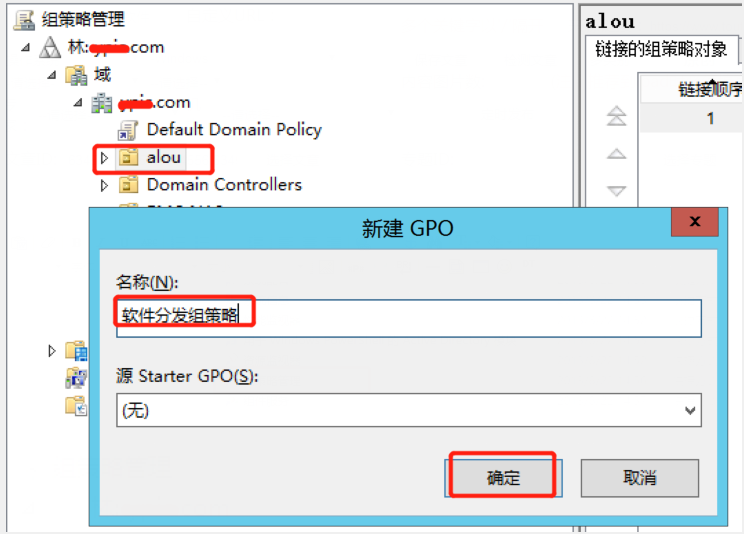 组策略管理
林: .com
域
.com
Default Domain Policy
alou
Domain Controllers
alou
链接的组策略对象
链接顺序
1
新建 GPO
x
名称(N):
软件分发组策略
源 Starter GPO(S):
(无)
确定
取消